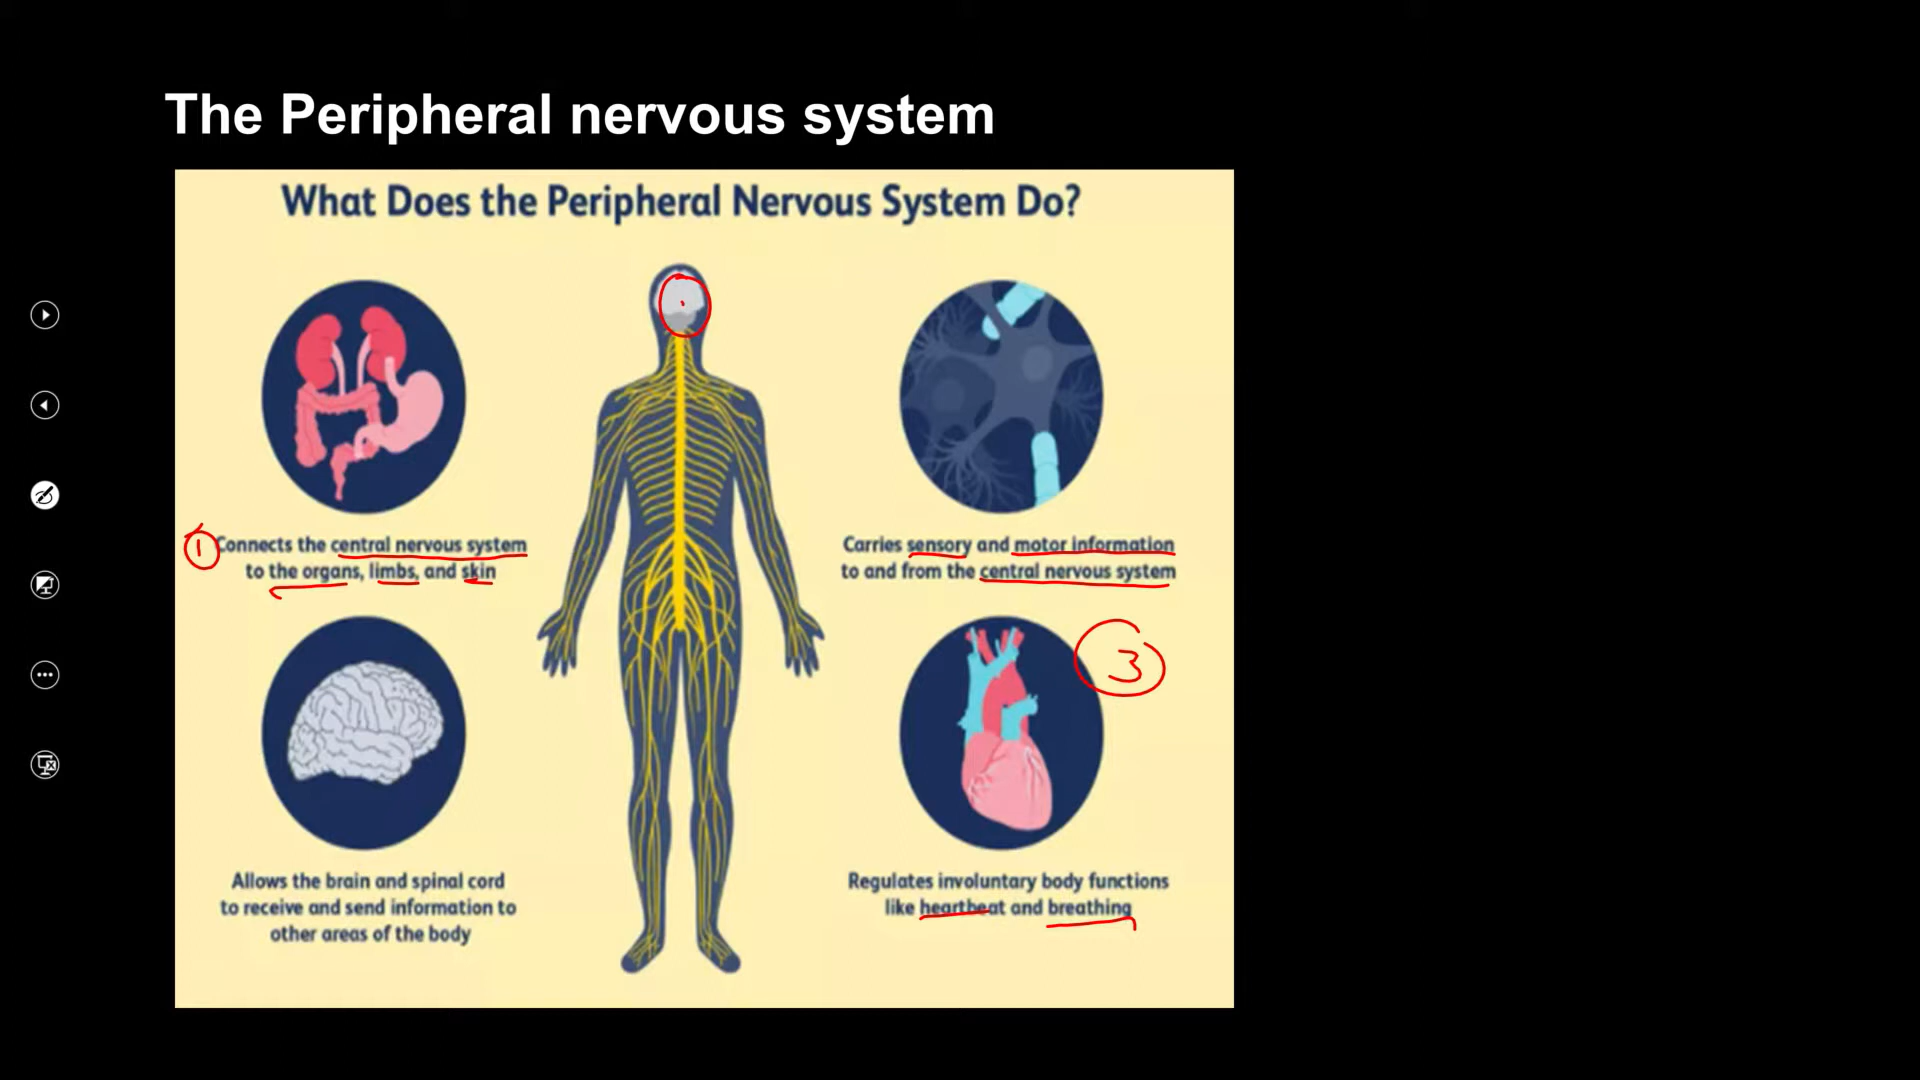 The Peripheral nervous system
What Does the Peripheral Nervous System Do?
1
Connects the central nervous system
to the organs, limbs, and skin
Carries sensory and motor information
to and from the central nervous system
3
Allows the brain and spinal cord
to receive and send information to
other areas of the body
Regulates involuntary body functions
like heartbeat and breathing